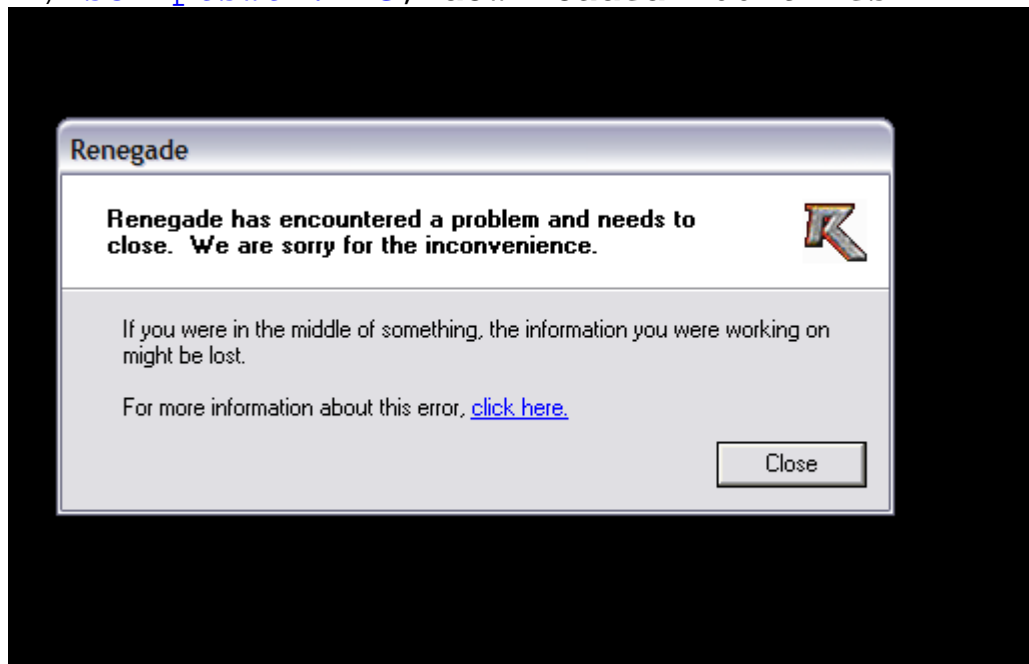 Renegade
Renegade has encountered a problem and needs to
close. We are sorry for the inconvenience.
If you were in the middle of something, the information you were working on
might be lost.
For more information about this error, click here.
Close